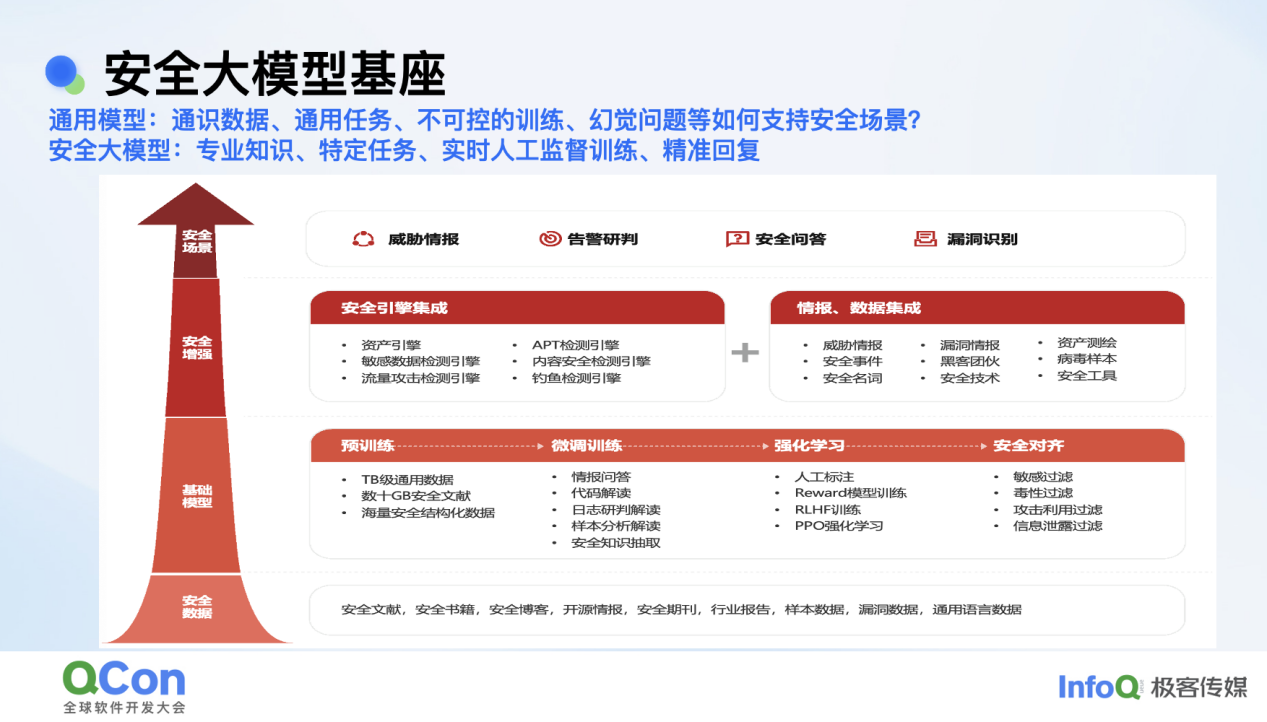 安全大模型基座
通用模型：通识数据、通用任务、不可控的训练、幻觉问题等如何支持安全场景?
安全大模型：专业知识、特定任务、实时人工监督训练、精准回复
安全
场景
威胁情报
告警研判
安全问答
漏洞识别
安全
增强
安全引擎集成
• 资产引擎
• 敏感数据检测引擎
• 流量攻击检测引擎
• APT检测引擎
• 内容安全检测引擎
• 钓鱼检测引擎
+
情报、数据集成
• 威胁情报
• 安全事件
• 安全名词
• 漏洞情报
• 黑客团伙
• 安全技术
• 资产测绘
• 病毒样本
• 安全工具
基础
模型
预训练
• TB级通用数据
• 数十GB安全文献
• 海量安全结构化数据
微调训练
• 情报问答
• 代码解读
• 日志研判解读
• 样本分析解读
• 安全知识抽取
强化学习
• 人工标注
• Reward模型训练
• RLHF训练
• PPO强化学习
安全对齐
• 敏感过滤
• 毒性过滤
• 攻击利用过滤
• 信息泄露过滤
安全
数据
安全文献，安全书籍，安全博客，开源情报，安全期刊，行业报告，样本数据，漏洞数据，通用语言数据
QCon
全球软件开发大会
InfoQ 极客传媒